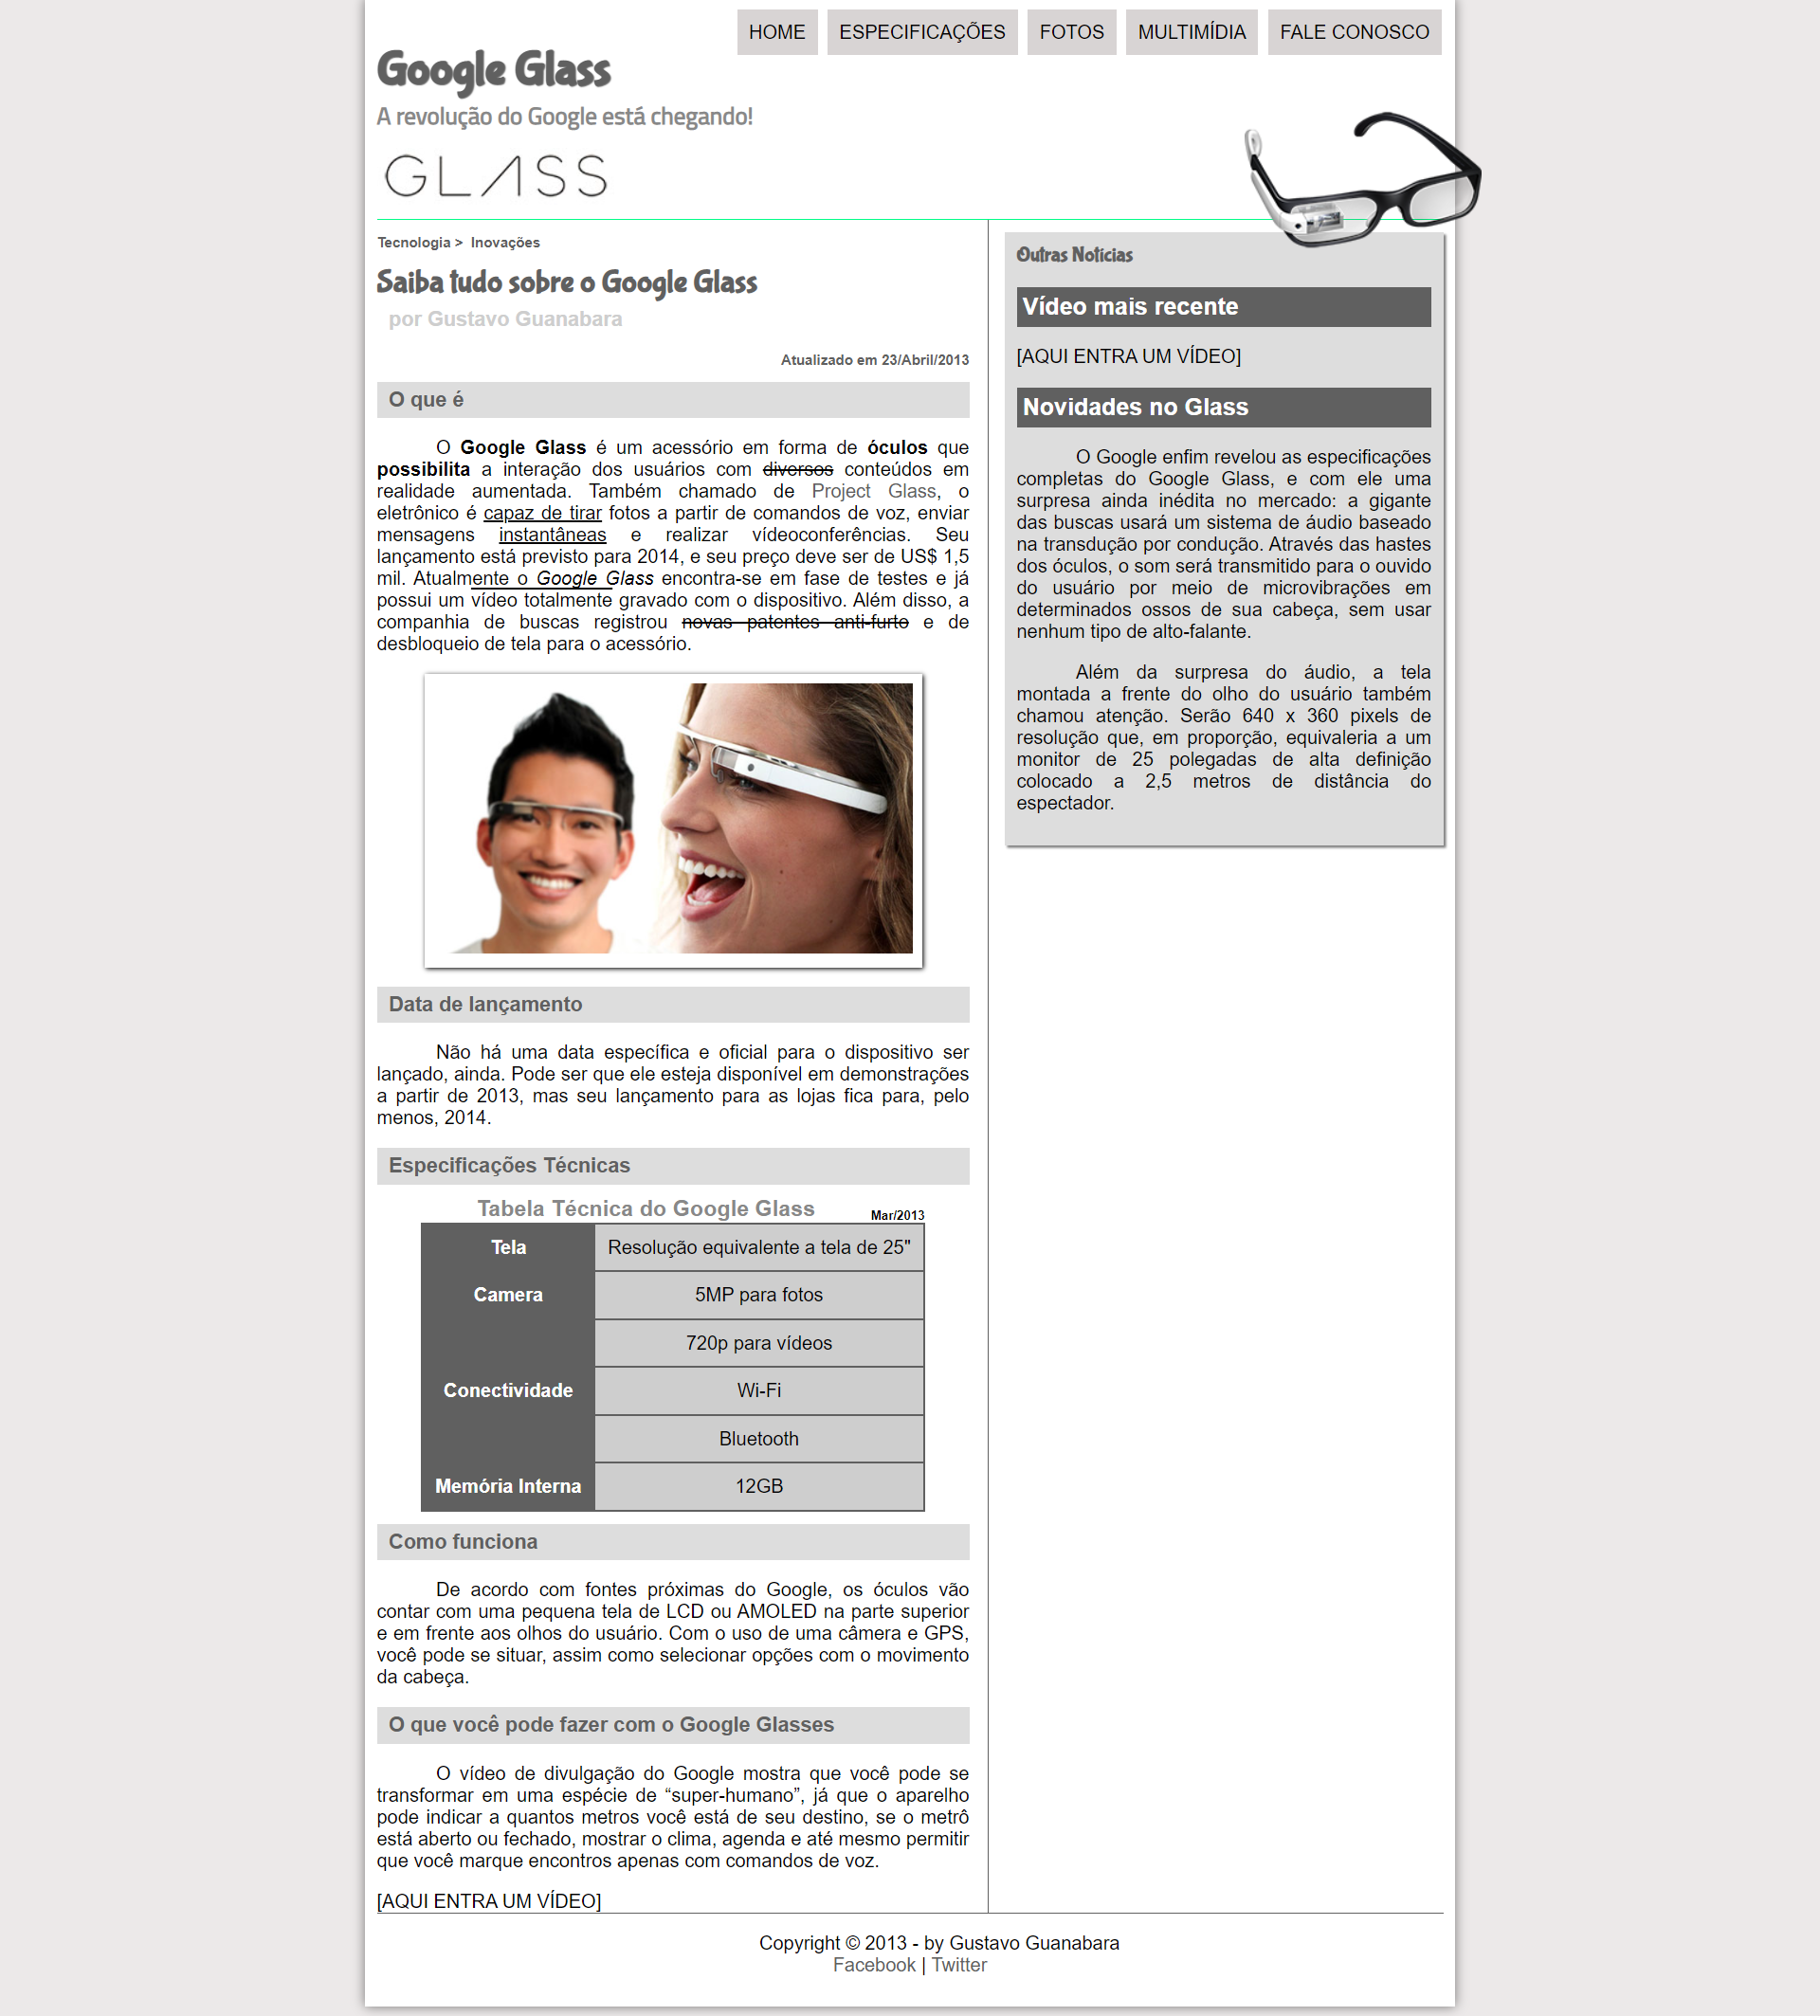 HOME ESPECIFICAÇÕES FOTOS MULTIMÍDIA FALE CONOSCO
Google Glass
A revolução do Google está chegando!
GLASS
Tecnologia > Inovações
Saiba tudo sobre o Google Glass
por Gustavo Guanabara
Atualizado em 23/Abril/2013
O que é
O Google Glass é um acessório em forma de óculos que
possibilita a interação dos usuários com diversos conteúdos em
realidade aumentada. Também chamado de Project Glass, o
eletrônico é capaz de tirar fotos a partir de comandos de voz, enviar
mensagens instantâneas e realizar vídeoconferências. Seu
lançamento está previsto para 2014, e seu preço deve ser de US$ 1,5
mil. Atualmente o Google Glass encontra-se em fase de testes e já
possui um vídeo totalmente gravado com o dispositivo. Além disso, a
companhia de buscas registrou novas patentes anti-furto e de
desbloqueio de tela para o acessório.
Data de lançamento
Não há uma data específica e oficial para o dispositivo ser
lançado, ainda. Pode ser que ele esteja disponível em demonstrações
a partir de 2013, mas seu lançamento para as lojas fica para, pelo
menos, 2014.
Especificações Técnicas
Tabela Técnica do Google Glass Mar/2013
Tela Resolução equivalente a tela de 25"
Camera 5MP para fotos
720p para vídeos
Conectividade Wi-Fi
Bluetooth
Memória Interna 12GB
Como funciona
De acordo com fontes próximas do Google, os óculos vão
contar com uma pequena tela de LCD ou AMOLED na parte superior
e em frente aos olhos do usuário. Com o uso de uma câmera e GPS,
você pode se situar, assim como selecionar opções com o movimento
da cabeça.
O que você pode fazer com o Google Glasses
O vídeo de divulgação do Google mostra que você pode se
transformar em uma espécie de “super-humano”, já que o aparelho
pode indicar a quantos metros você está de seu destino, se o metrô
está aberto ou fechado, mostrar o clima, agenda e até mesmo permitir
que você marque encontros apenas com comandos de voz.
[AQUI ENTRA UM VÍDEO]
Outras Notícias
Vídeo mais recente
[AQUI ENTRA UM VÍDEO]
Novidades no Glass
O Google enfim revelou as especificações
completas do Google Glass, e com ele uma
surpresa ainda inédita no mercado: a gigante
das buscas usará um sistema de áudio baseado
na transdução por condução. Através das hastes
dos óculos, o som será transmitido para o ouvido
do usuário por meio de microvibrações em
determinados ossos de sua cabeça, sem usar
nenhum tipo de alto-falante.
Além da surpresa do áudio, a tela
montada a frente do olho do usuário também
chamou atenção. Serão 640 x 360 pixels de
resolução que, em proporção, equivaleria a um
monitor de 25 polegadas de alta definição
colocado a 2,5 metros de distância do
espectador.
Copyright © 2013 - by Gustavo Guanabara
Facebook | Twitter